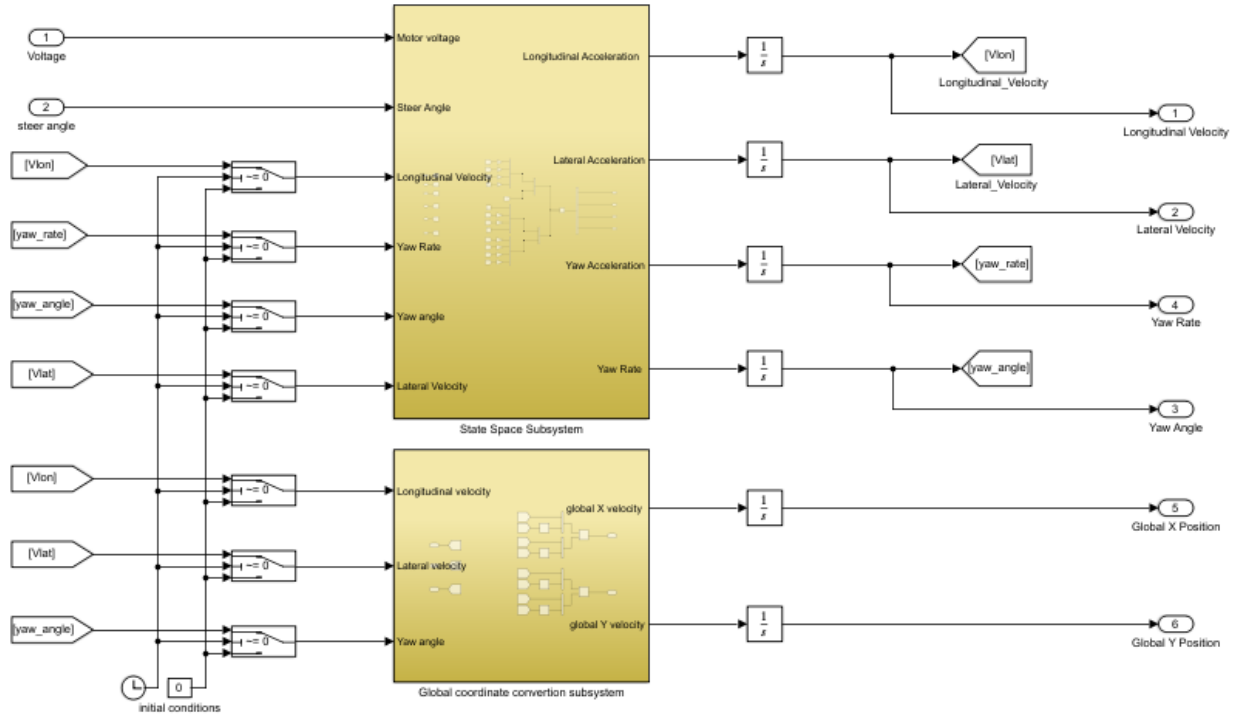 1
Voltage
2
steer angle
[Vlon]
~= 0
[yaw_rate]
~= 0
[yaw_angle]
~= 0
[Vlat]
~= 0
Motor voltage
Steer Angle
Longitudinal Velocity
Yaw Rate
Yaw angle
Lateral Velocity
Longitudinal Acceleration
Lateral Acceleration
Yaw Acceleration
Yaw Rate
State Space Subsystem
1
s
1
s
1
s
1
s
[Vlon]
Longitudinal_Velocity
1
Longitudinal Velocity
[Vlat]
Lateral_Velocity
2
Lateral Velocity
[yaw_rate]
4
Yaw Rate
[yaw_angle]
3
Yaw Angle
[Vlon]
~= 0
[Vlat]
~= 0
[yaw_angle]
~= 0
0
initial conditions
Longitudinal velocity
Lateral velocity
Yaw angle
global X velocity
global Y velocity
Global coordinate convertion subsystem
1
s
1
s
5
Global X Position
6
Global Y Position